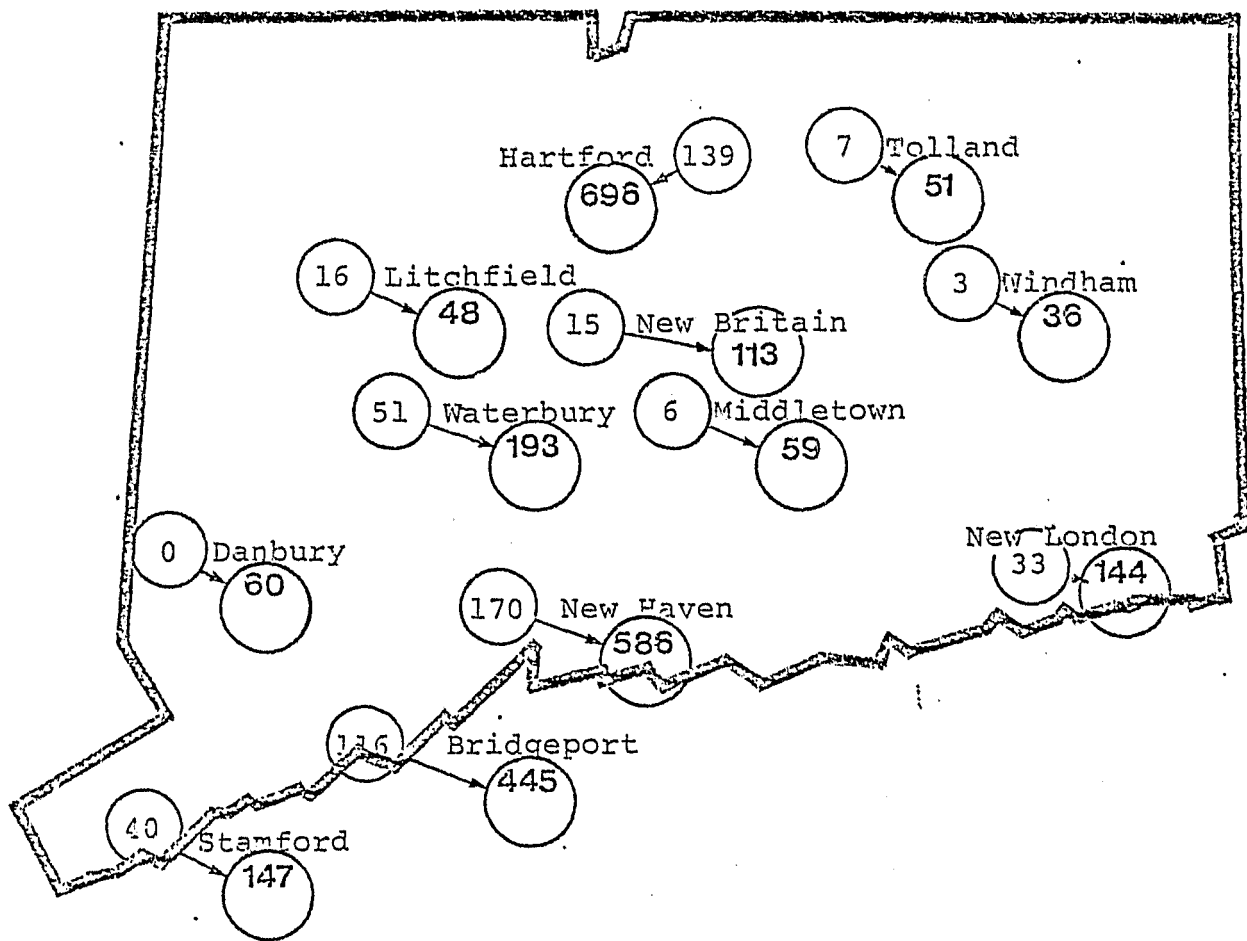 Hartford 139
696
7 Tolland
51
16 Litchfield
48
15 New Britain
113
3 Windham
36
51 Waterbury
193
6 Middletown
59
0 Danbury
60
New London
33 144
170 New Haven
586
116 Bridgeport
445
40 Stamford
147